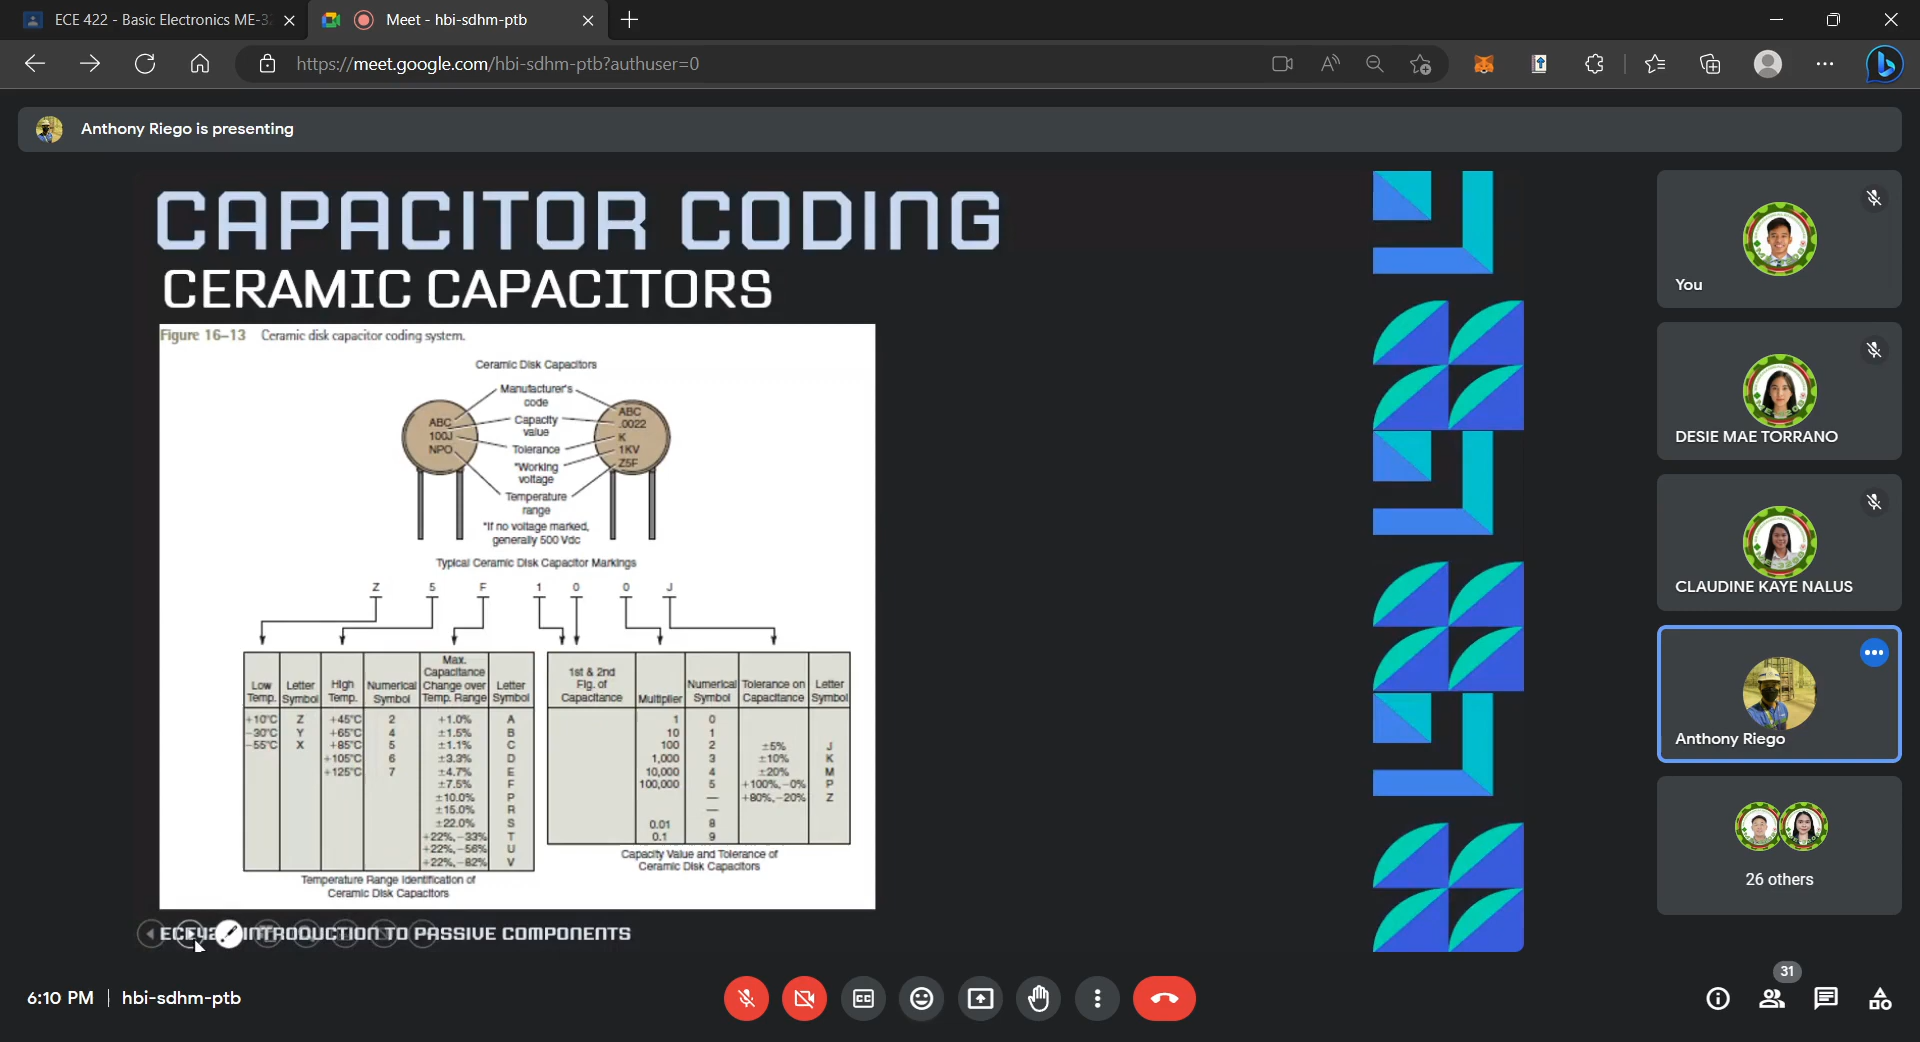 ECE 422 - Basic Electronics ME-3
Meet - hbi-sdhm-ptb
https://meet.google.com/hbi-sdhm-ptb?authuser=0
Anthony Riego is presenting
CAPACITOR CODING
CERAMIC CAPACITORS
Figure 16–13 Ceramic disk capacitor coding system.
Ceramic Disk Capacitors
Manufacturer's
code
Capacity
value
Tolerance
*Working
voltage
Temperature
range
*If no voltage marked,
generally 500 Vdc
ABC
100J
NPO
ABC
.0022
K
1KV
Z5F
Typical Ceramic Disk Capacitor Markings
Z 5 F 1 0 0 J
Low Temp. Letter Symbol High Temp. Numerical Symbol Max. Capacitance Change over Temp. Range Letter Symbol
+10°C Z +45°C 2 +1.0% A
-30°C Y +65°C 4 ±1.5% B
-55°C X +85°C 5 ±1.1% C
+105°C 6 ±3.3% D
+125°C 7 ±4.7% E
±7.5% F
±10.0% P
±15.0% R
±22.0% S
+22%,-33% T
+22%,-56% U
+22%,-82% V
Temperature Range Identification of
Ceramic Disk Capacitors
1st & 2nd Fig. of Capacitance Multiplier Numerical Symbol Tolerance on Capacitance Letter Symbol
1 0
10 1
100 2 ±5% J
1,000 3 ±10% K
10,000 4 ±20% M
100,000 5 +100%,-0% P
— +80%,-20% Z
—
0.01 8
0.1 9
Capacity Value and Tolerance of
Ceramic Disk Capacitors
INTRODUCTION TO PASSIVE COMPONENTS
You
DESIE MAE TORRANO
CLAUDINE KAYE NALUS
Anthony Riego
26 others
6:10 PM | hbi-sdhm-ptb
31